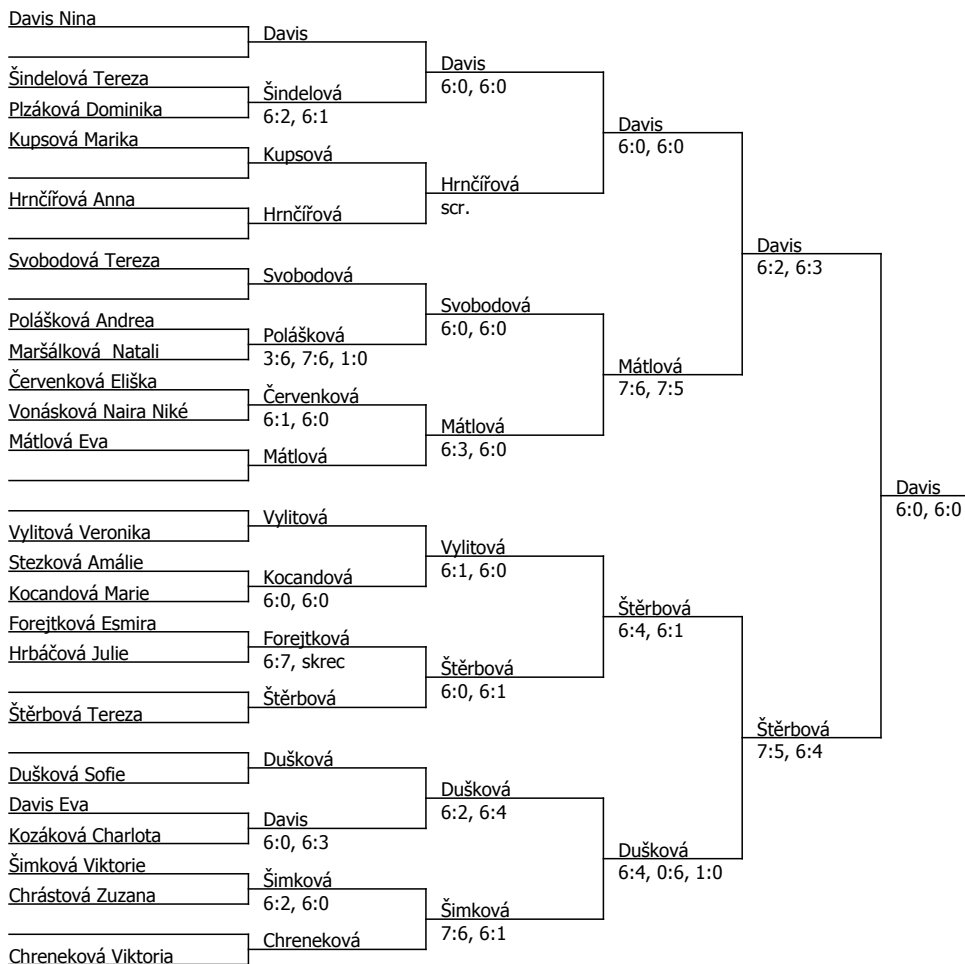 Davis Nina
Šindelová Tereza
Plzáková Dominika
Kupsová Marika
Hrnčířová Anna
Svobodová Tereza
Polášková Andrea
Maršálková  Natali
Červenková Eliška
Vonásková Naira Niké
Mátlová Eva
Vylitová Veronika
Stezková Amálie
Kocandová Marie
Forejtková Esmira
Hrbáčová Julie
Štěrbová Tereza
Dušková Sofie
Davis Eva
Kozáková Charlota
Šimková Viktorie
Chrástová Zuzana
Chreneková Viktoria
Davis
Šindelová
6:2, 6:1
Kupsová
Hrnčířová
Svobodová
Polášková
3:6, 7:6, 1:0
Červenková
6:1, 6:0
Mátlová
Vylitová
Kocandová
6:0, 6:0
Forejtková
6:7, skrec
Štěrbová
Dušková
Davis
6:0, 6:3
Šimková
6:2, 6:0
Chreneková
Davis
6:0, 6:0
Hrnčířová
scr.
Svobodová
6:0, 6:0
Mátlová
6:3, 6:0
Vylitová
6:1, 6:0
Štěrbová
6:0, 6:1
Dušková
6:2, 6:4
Šimková
7:6, 6:1
Davis
6:0, 6:0
Mátlová
7:6, 7:5
Štěrbová
6:4, 6:1
Dušková
6:4, 0:6, 1:0
Davis
6:2, 6:3
Štěrbová
7:5, 6:4
Davis
6:0, 6:0